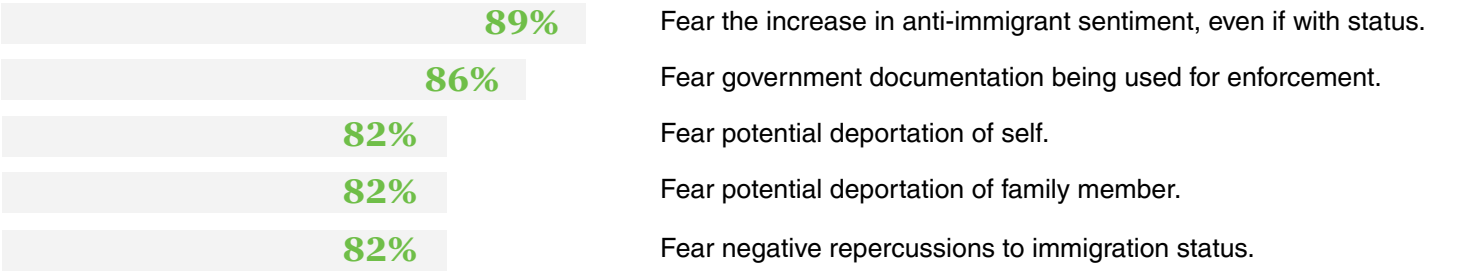 89% Fear the increase in anti-immigrant sentiment, even if with status.
86% Fear government documentation being used for enforcement.
82% Fear potential deportation of self.
82% Fear potential deportation of family member.
82% Fear negative repercussions to immigration status.